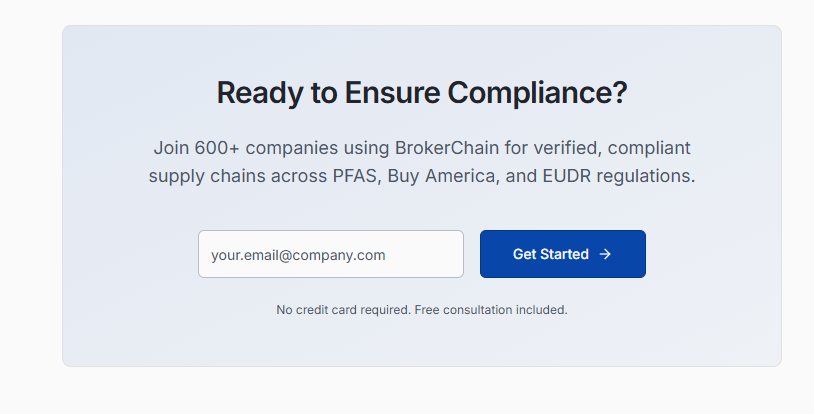 Ready to Ensure Compliance?
Join 600+ companies using BrokerChain for verified, compliant
supply chains across PFAS, Buy America, and EUDR regulations.
your.email@company.com
Get Started →
No credit card required. Free consultation included.